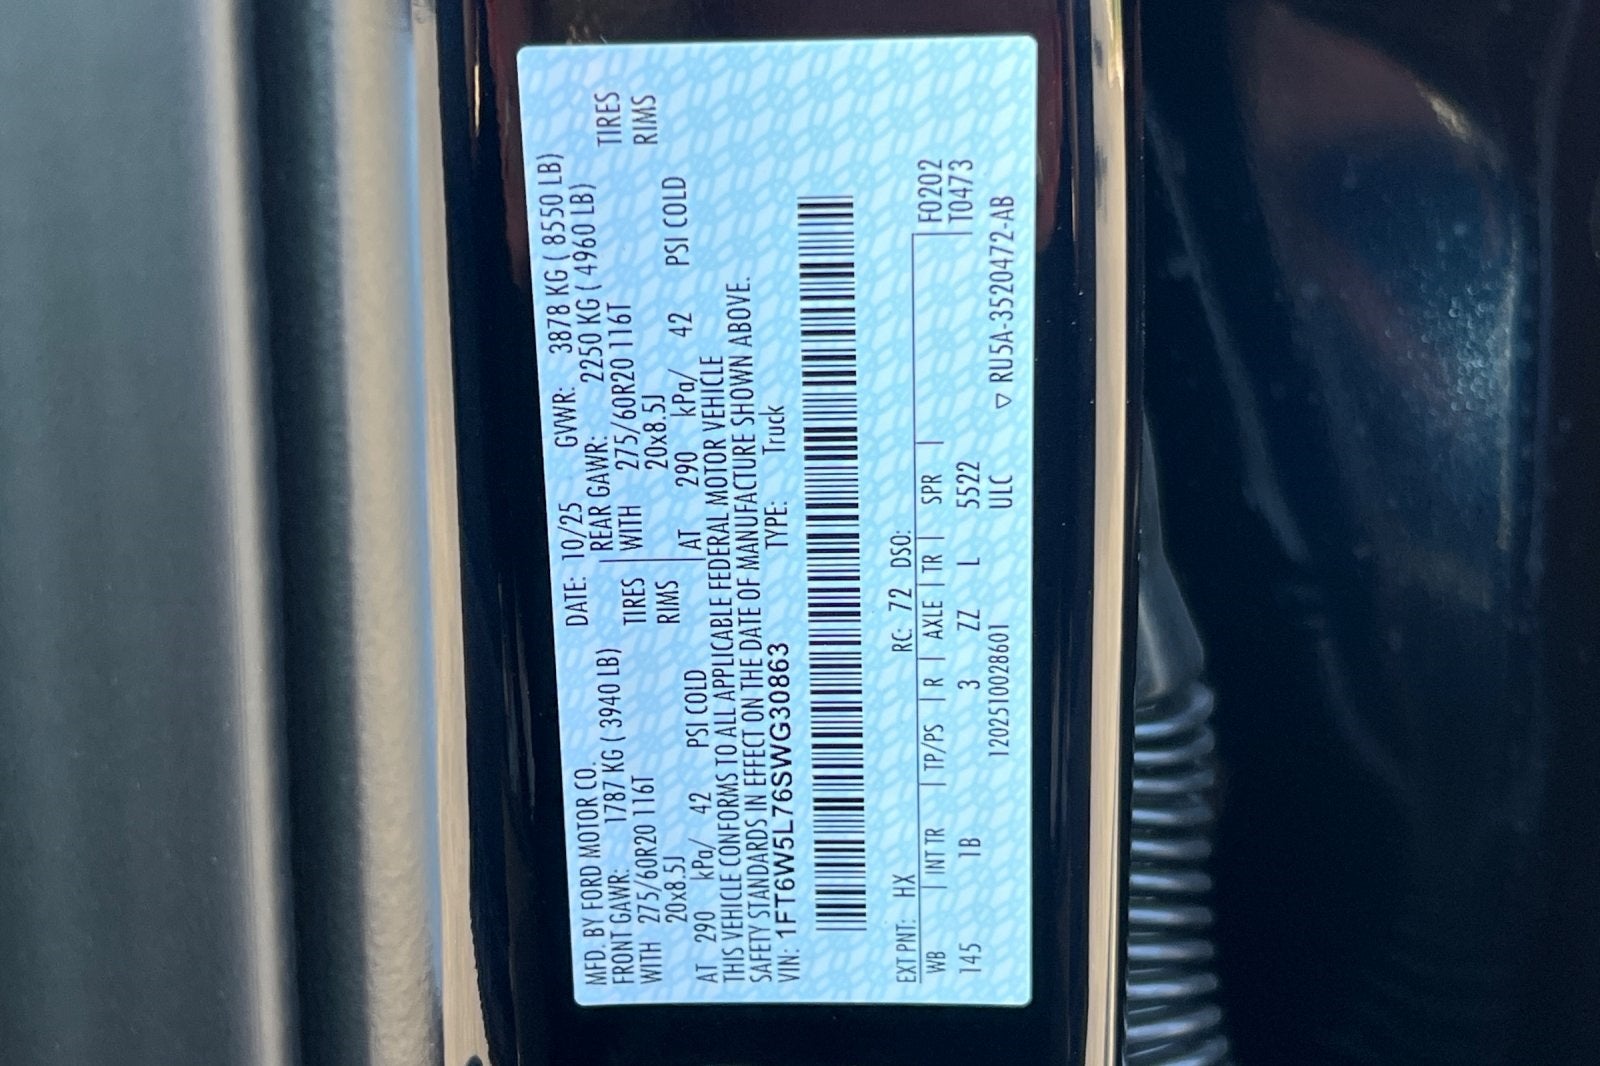 MFD. BY FORD MOTOR CO. DATE: 10/25 GVWR: 3878 KG ( 8550 LB)
FRONT GAWR: 1787 KG ( 3940 LB) REAR GAWR: 2250 KG ( 4960 LB)
WITH 275/60R20 116T TIRES WITH 275/60R20 116T TIRES
20x8.5J RIMS 20x8.5J RIMS
AT 290 kPa/ 42 PSI COLD AT 290 kPa/ 42 PSI COLD
THIS VEHICLE CONFORMS TO ALL APPLICABLE FEDERAL MOTOR VEHICLE
SAFETY STANDARDS IN EFFECT ON THE DATE OF MANUFACTURE SHOWN ABOVE.
VIN: 1FT6W5L76SWG30863 TYPE: Truck
EXT PNT: HX RC: 72 DSO:
WB INT TR TP/PS R AXLE TR SPR F0202
145 1B 3 ZZ L 5522 T0473
1202510028601 ULC ▽ RU5A-3520472-AB